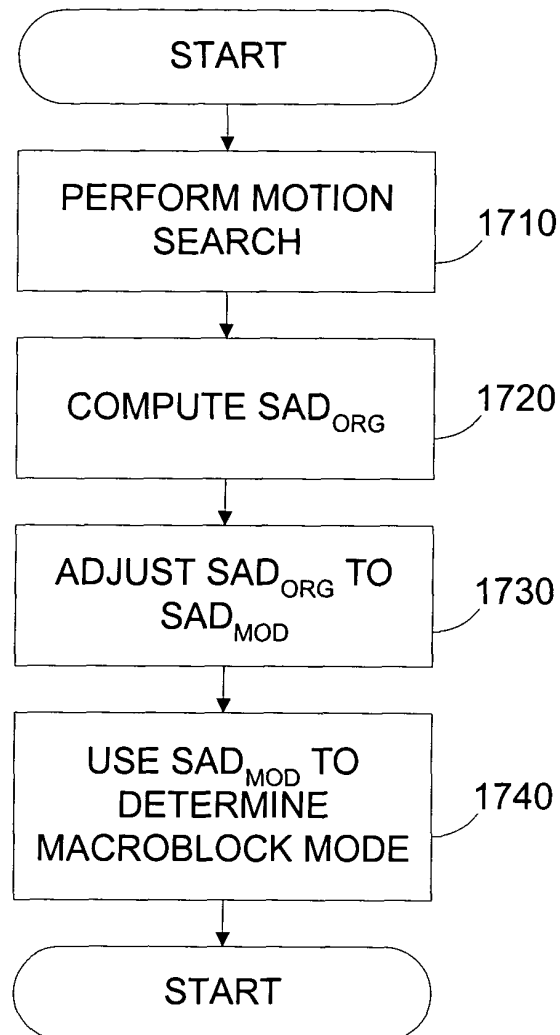 START
PERFORM MOTION
SEARCH
1710
COMPUTE SAD_ORG
1720
ADJUST SAD_ORG TO
SAD_MOD
1730
USE SAD_MOD TO
DETERMINE
MACROBLOCK MODE
1740
START